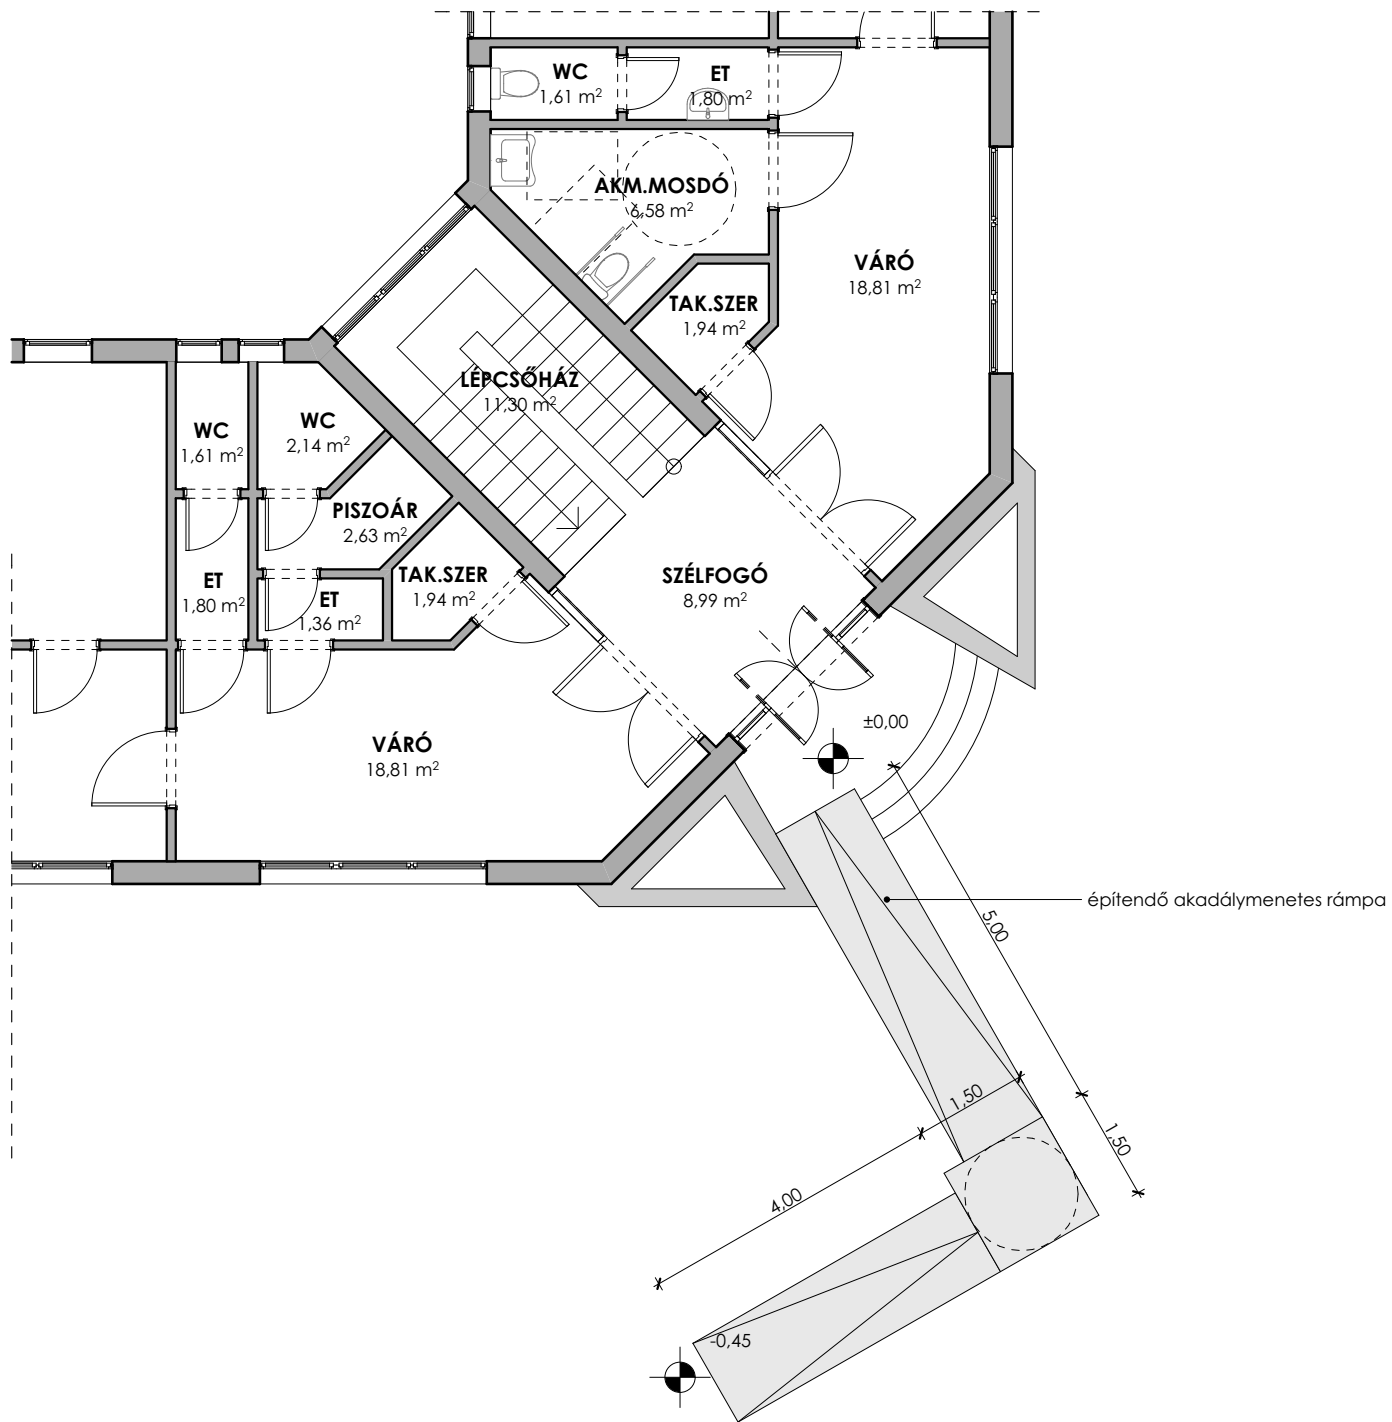 WC
1,61 m²
ET
1,80 m²
AKM.MOSDÓ
6,58 m²
VÁRÓ
18,81 m²
TAK.SZER
1,94 m²
LÉPCSŐHÁZ
11,30 m²
WC
1,61 m²
WC
2,14 m²
PISZOÁR
2,63 m²
ET
1,80 m²
ET
1,36 m²
TAK.SZER
1,94 m²
SZÉLFOGÓ
8,99 m²
VÁRÓ
18,81 m²
±0,00
építendő akadálymenetes rámpa
5,00
1,50
1,50
4,00
-0,45